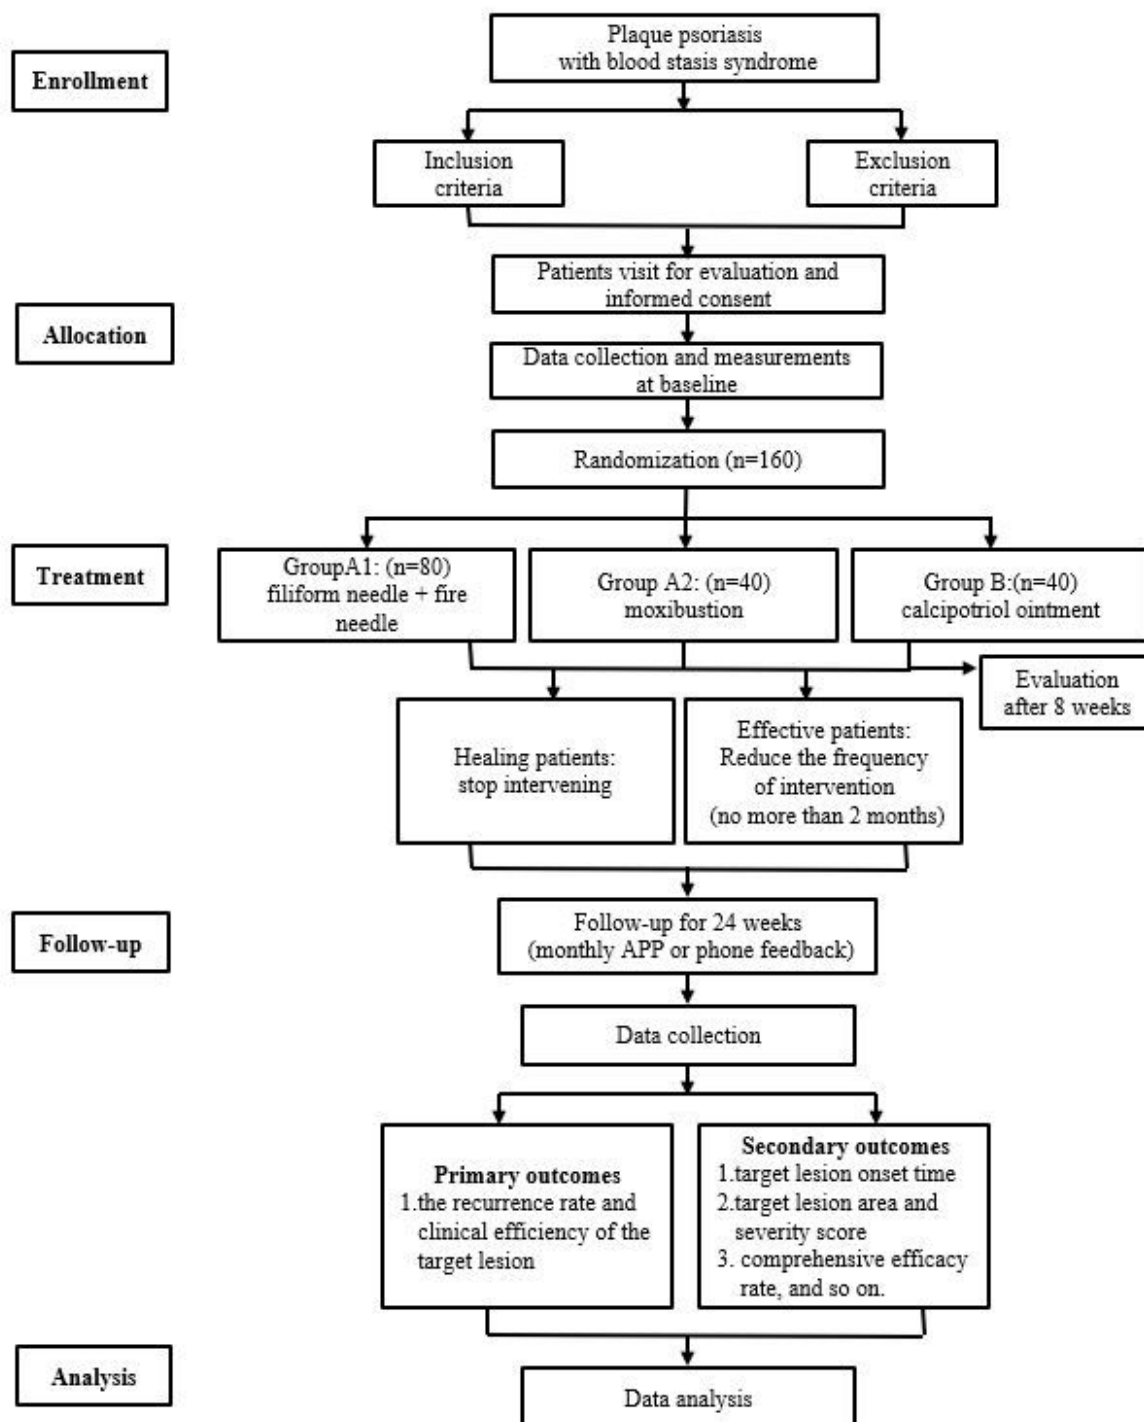 Plaque psoriasis
with blood stasis syndrome
Enrollment
Inclusion
criteria
Exclusion
criteria
Patients visit for evaluation and
informed consent
Allocation
Data collection and measurements
at baseline
Randomization (n=160)
Treatment
GroupA1: (n=80)
filiform needle + fire
needle
Group A2: (n=40)
moxibustion
Group B:(n=40)
calcipotriol ointment
Evaluation
after 8 weeks
Healing patients:
stop intervening
Effective patients:
Reduce the frequency
of intervention
(no more than 2 months)
Follow-up
Follow-up for 24 weeks
(monthly APP or phone feedback)
Data collection
Primary outcomes
1.the recurrence rate and
clinical efficiency of the
target lesion
Secondary outcomes
1.target lesion onset time
2.target lesion area and
severity score
3. comprehensive efficacy
rate, and so on.
Analysis
Data analysis